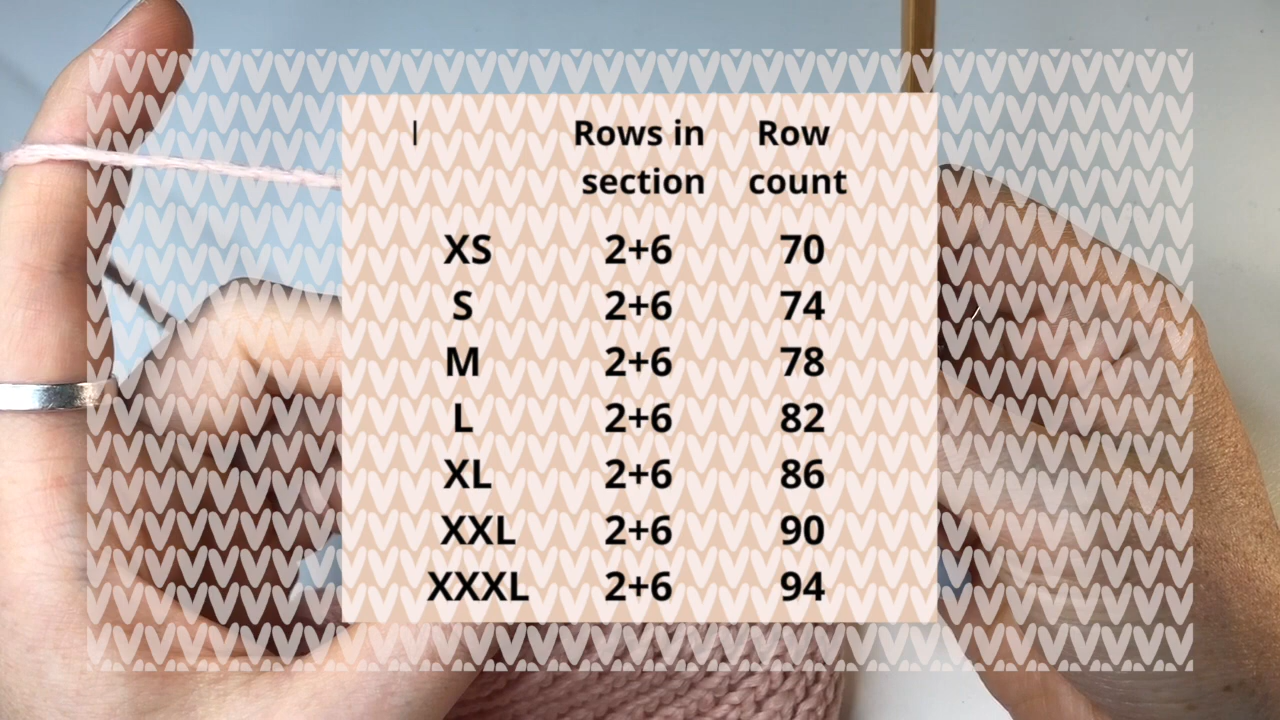 Rows in Row
section count
XS 2+6 70
S 2+6 74
M 2+6 78
L 2+6 82
XL 2+6 86
XXL 2+6 90
XXXL 2+6 94